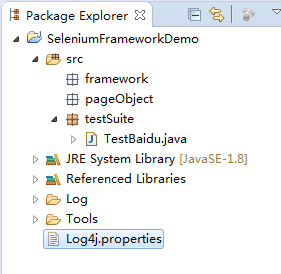 Package Explorer
SeleniumFrameworkDemo
src
framework
pageObject
testSuite
TestBaidu.java
JRE System Library [JavaSE-1.8]
Referenced Libraries
Log
Tools
Log4j.properties